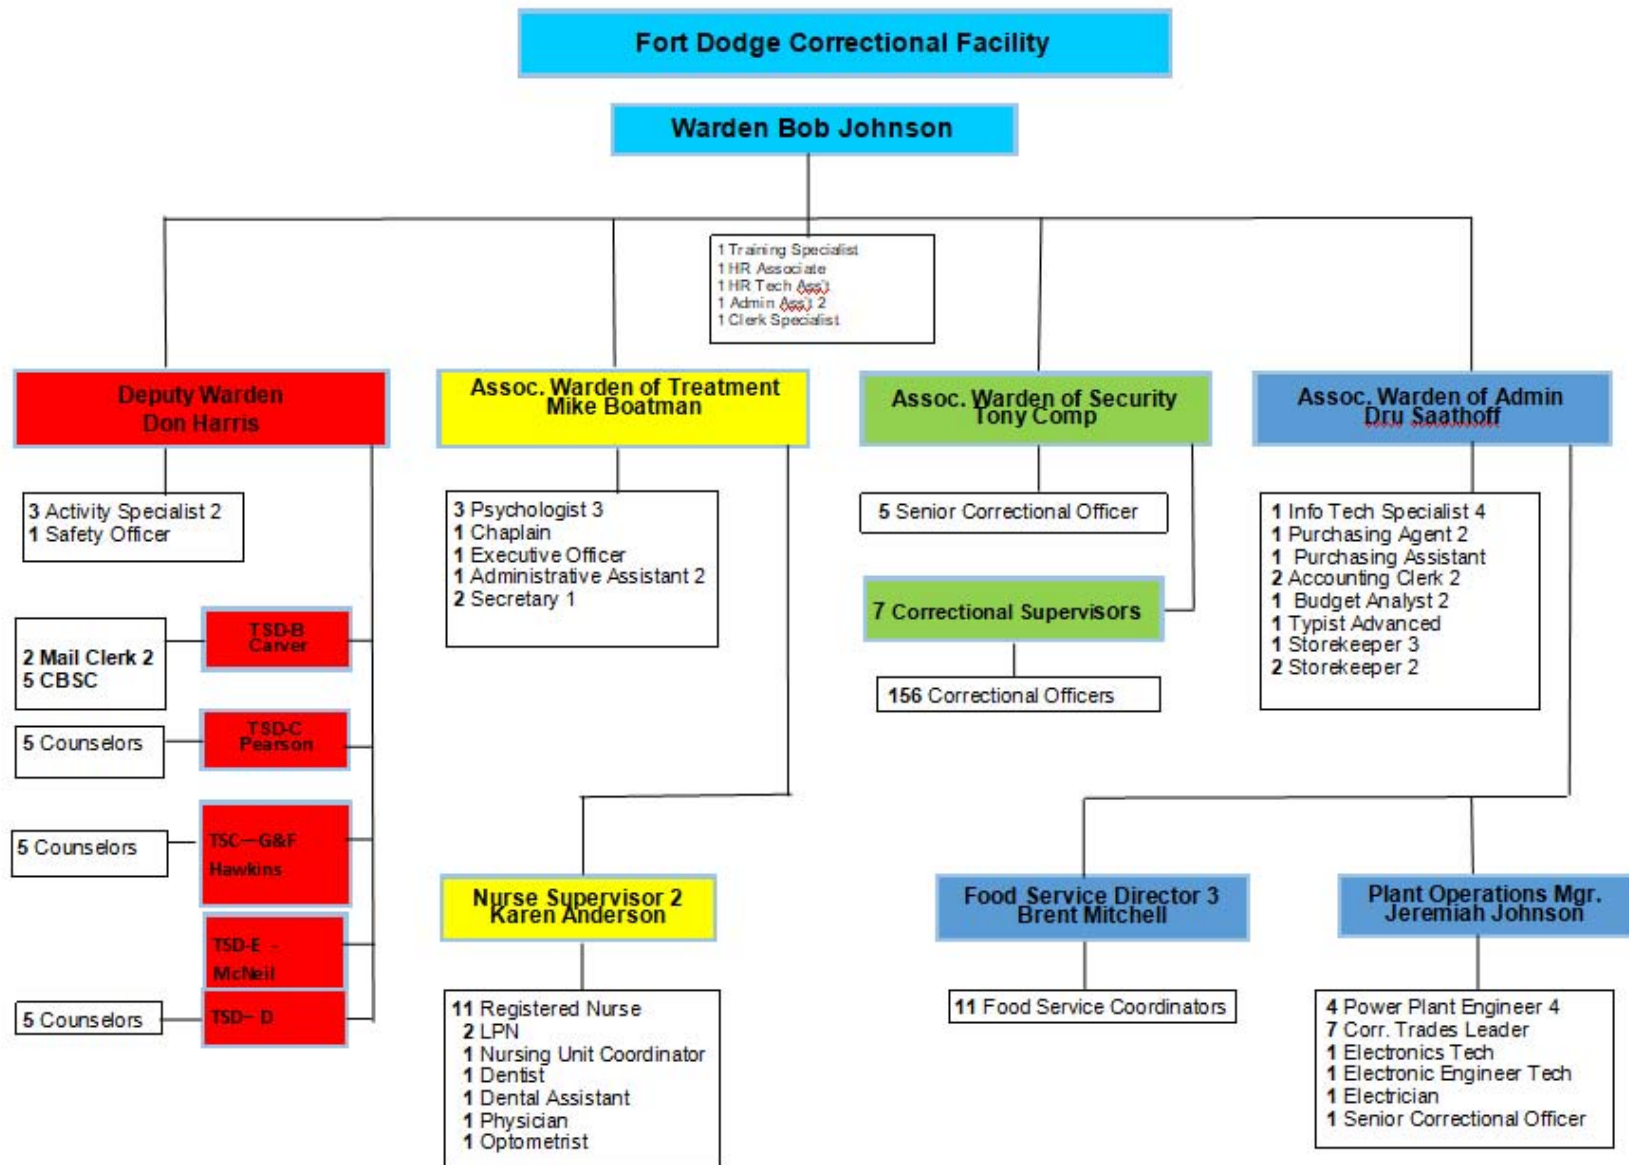 Fort Dodge Correctional Facility
Warden Bob Johnson
1 Training Specialist
1 HR Associate
1 HR Tech Ass't
1 Admin Ass't 2
1 Clerk Specialist
Deputy Warden
Don Harris
3 Activity Specialist 2
1 Safety Officer
TSD-B
Carver
2 Mail Clerk 2
5 CBSC
TSD-C
Pearson
5 Counselors
TSC—G&F
Hawkins
5 Counselors
TSD-E -
McNeil
TSD– D
5 Counselors
Assoc. Warden of Treatment
Mike Boatman
3 Psychologist 3
1 Chaplain
1 Executive Officer
1 Administrative Assistant 2
2 Secretary 1
Nurse Supervisor 2
Karen Anderson
11 Registered Nurse
2 LPN
1 Nursing Unit Coordinator
1 Dentist
1 Dental Assistant
1 Physician
1 Optometrist
Assoc. Warden of Security
Tony Comp
5 Senior Correctional Officer
7 Correctional Supervisors
156 Correctional Officers
Assoc. Warden of Admin
Dru Saathoff
1 Info Tech Specialist 4
1 Purchasing Agent 2
1 Purchasing Assistant
2 Accounting Clerk 2
1 Budget Analyst 2
1 Typist Advanced
1 Storekeeper 3
2 Storekeeper 2
Food Service Director 3
Brent Mitchell
11 Food Service Coordinators
Plant Operations Mgr.
Jeremiah Johnson
4 Power Plant Engineer 4
7 Corr. Trades Leader
1 Electronics Tech
1 Electronic Engineer Tech
1 Electrician
1 Senior Correctional Officer